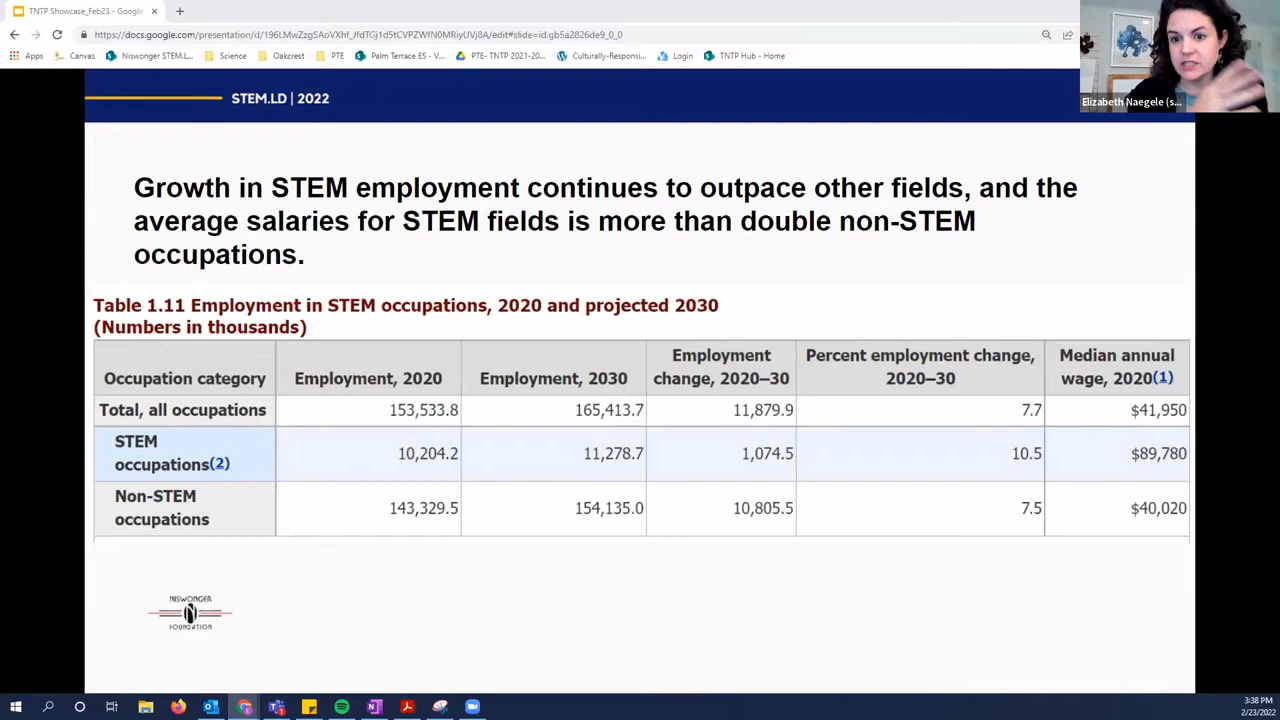 TNTP Showcase_Feb23 - Google
https://docs.google.com/presentation/d/196LMwZzgSAoVXhf_JfdTGj1d5tCVPZWfN0MRiyUVj8A/edit#slide=id.gb5a2826de9_0_0
Apps Canvas Niswonger STEM.L... Science Oakcrest PTE Palm Terrace ES - V... PTE- TNTP 2021-20... Culturally-Responsi... Login TNTP Hub - Home
Elizabeth Naegele (s...
STEM.LD | 2022
Growth in STEM employment continues to outpace other fields, and the
average salaries for STEM fields is more than double non-STEM
occupations.
Table 1.11 Employment in STEM occupations, 2020 and projected 2030
(Numbers in thousands)
Occupation category Employment, 2020 Employment, 2030 Employment change, 2020–30 Percent employment change, 2020–30 Median annual wage, 2020(1)
Total, all occupations 153,533.8 165,413.7 11,879.9 7.7 $41,950
STEM occupations(2) 10,204.2 11,278.7 1,074.5 10.5 $89,780
Non-STEM occupations 143,329.5 154,135.0 10,805.5 7.5 $40,020
NISWONGER
N
FOUNDATION
3:38 PM
2/23/2022